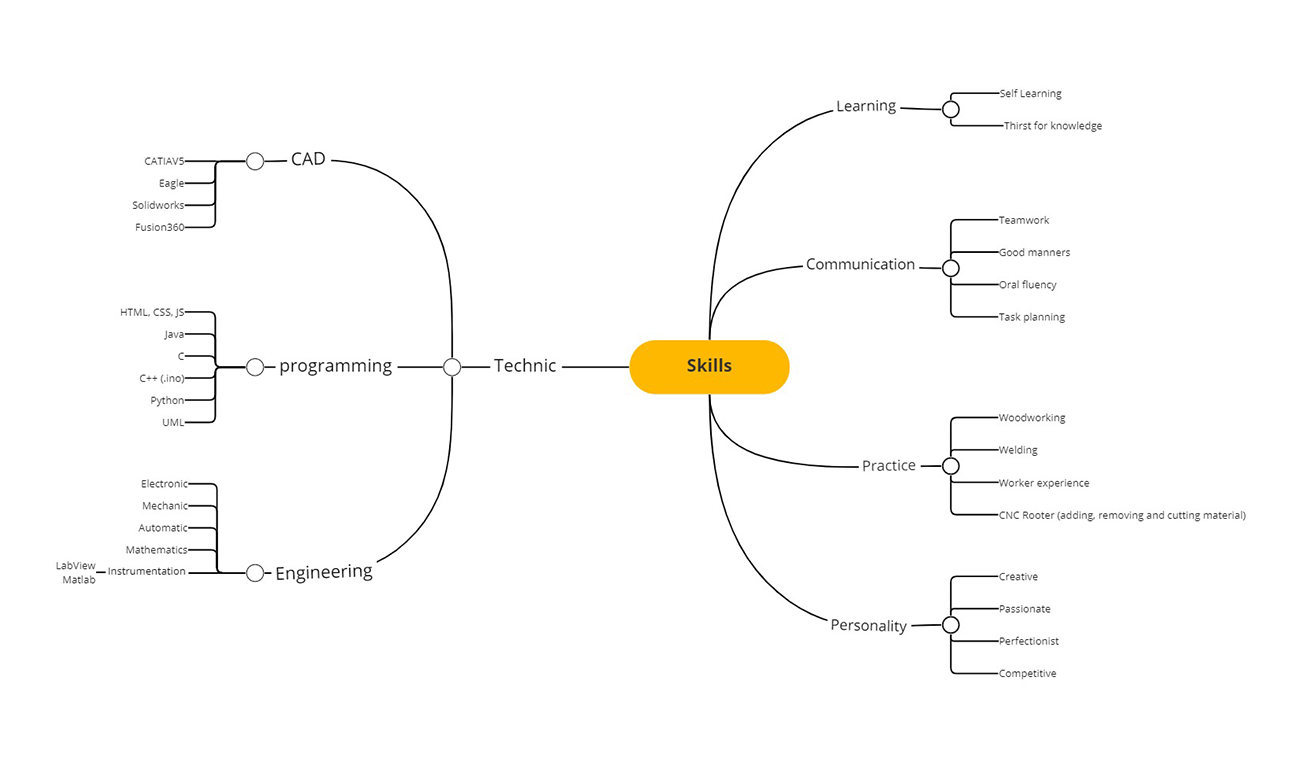 Skills
Technic
CAD
CATIAV5
Eagle
Solidworks
Fusion360
programming
HTML, CSS, JS
Java
C
C++ (.ino)
Python
UML
Engineering
Electronic
Mechanic
Automatic
Mathematics
Instrumentation
LabView
Matlab
Learning
Self Learning
Thirst for knowledge
Communication
Teamwork
Good manners
Oral fluency
Task planning
Practice
Woodworking
Welding
Worker experience
CNC Rooter (adding, removing and cutting material)
Personality
Creative
Passionate
Perfectionist
Competitive